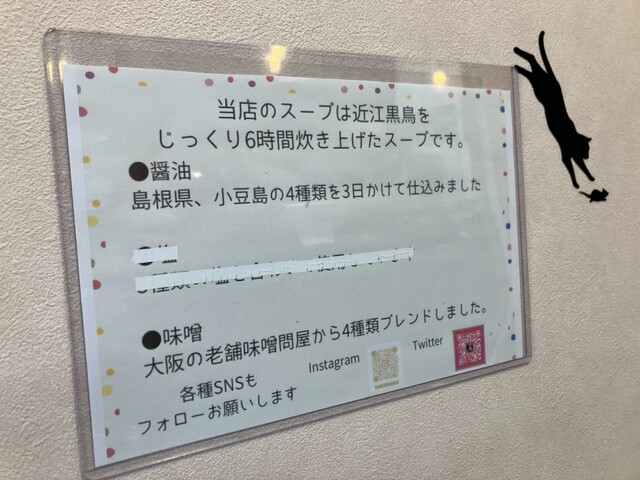 当店のスープは近江黒鳥を
じっくり6時間炊き上げたスープです。
●醤油
島根県、小豆島の4種類を3日かけて仕込みました
●味噌
大阪の老舗味噌問屋から4種類ブレンドしました。
各種SNSも
フォローお願いします
Instagram
Twitter